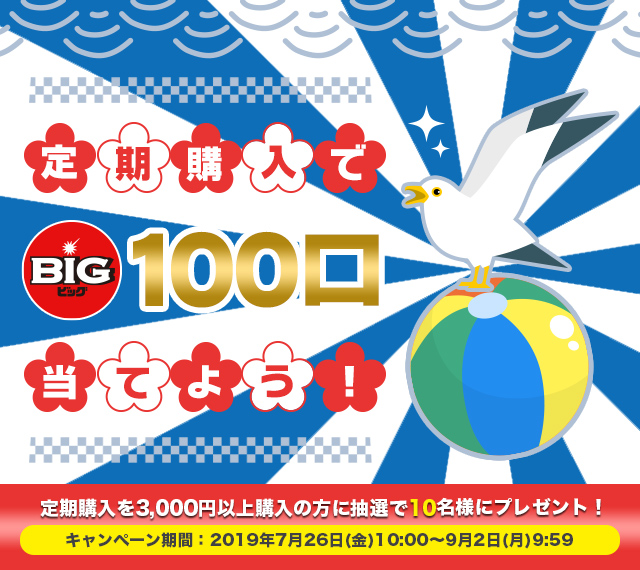 定期購入で
BIG
ビッグ
100口
当てよう!
定期購入を3,000円以上購入の方に抽選で10名様にプレゼント!
キャンペーン期間:2019年7月26日(金)10:00〜9月2日(月)9:59